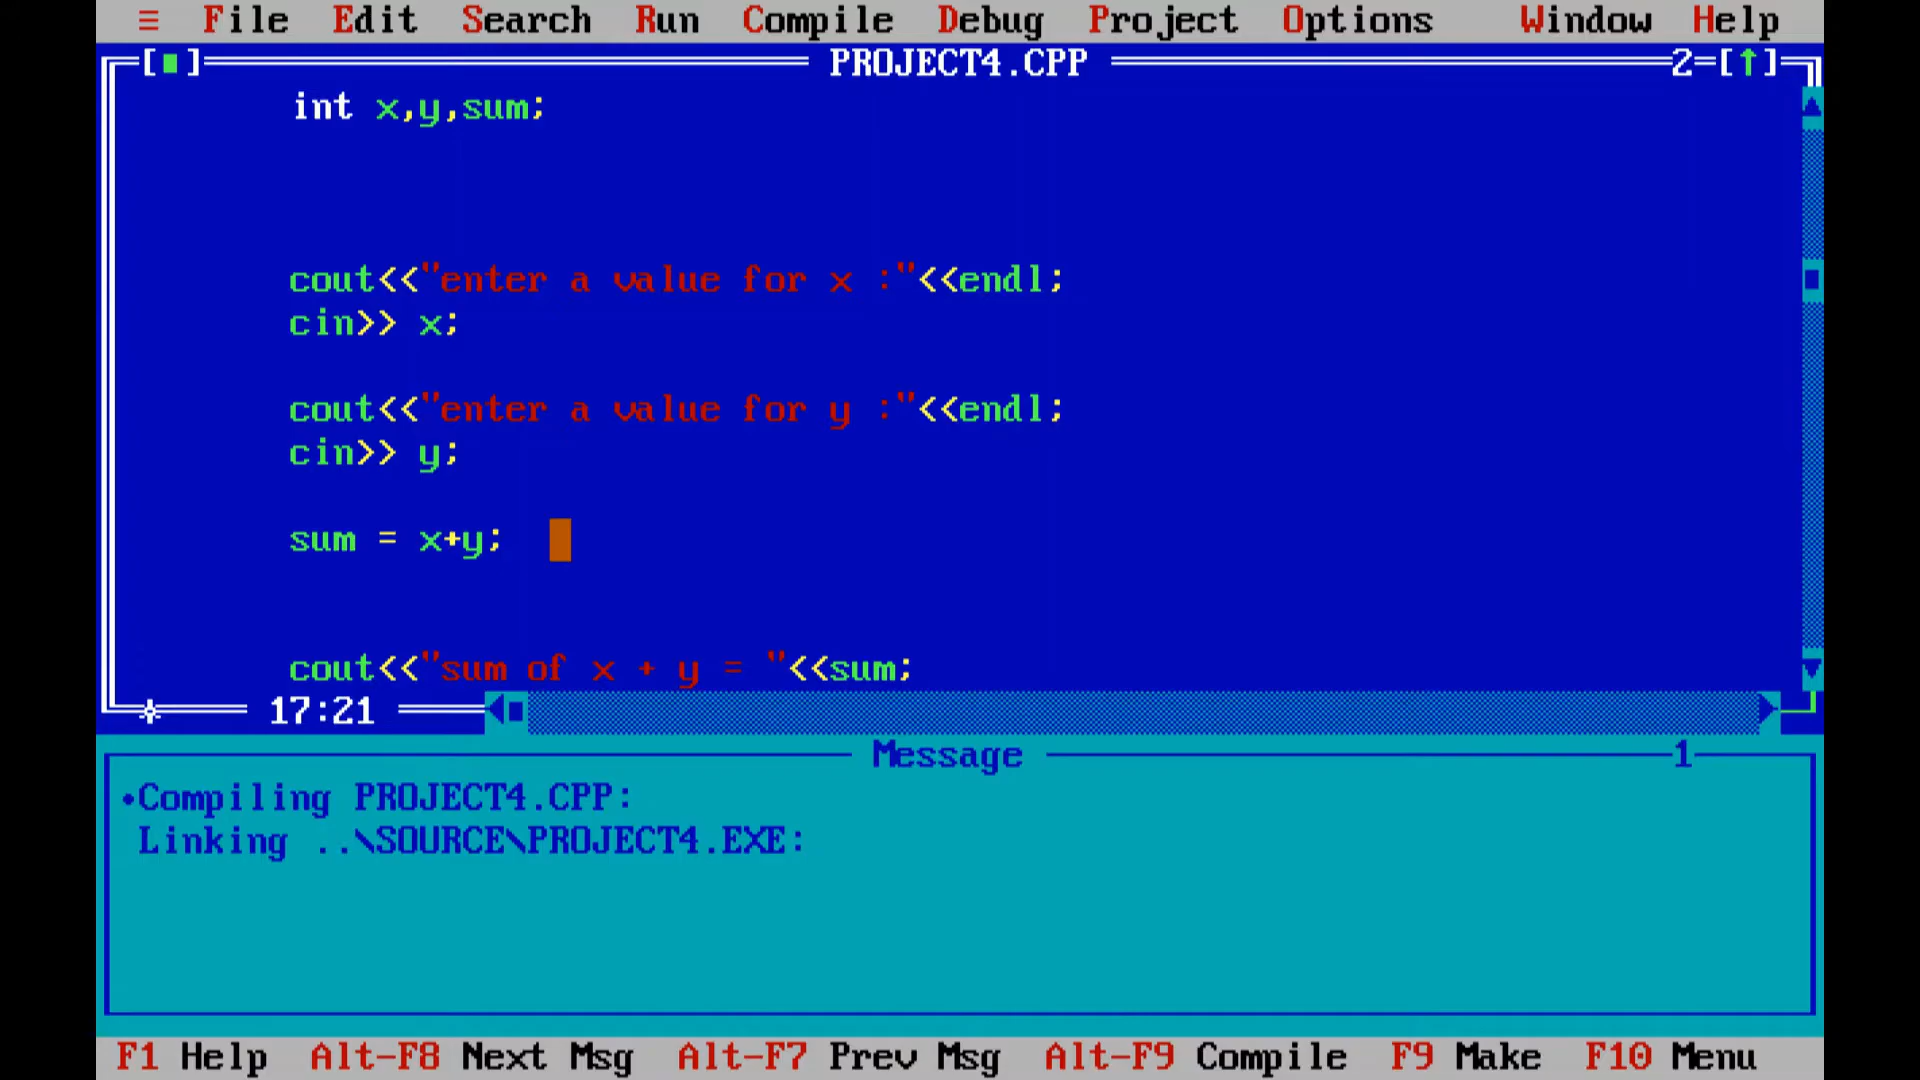 ≡ File Edit Search Run Compile Debug Project Options Window Help
[■] PROJECT4.CPP 2=[↑]
int x,y,sum;
cout<<"enter a value for x :"<<endl;
cin>> x;
cout<<"enter a value for y :"<<endl;
cin>> y;
sum = x+y;
cout<<"sum of x + y = "<<sum;
17:21
Message 1
•Compiling PROJECT4.CPP:
Linking ..\SOURCE\PROJECT4.EXE:
F1 Help Alt-F8 Next Msg Alt-F7 Prev Msg Alt-F9 Compile F9 Make F10 Menu